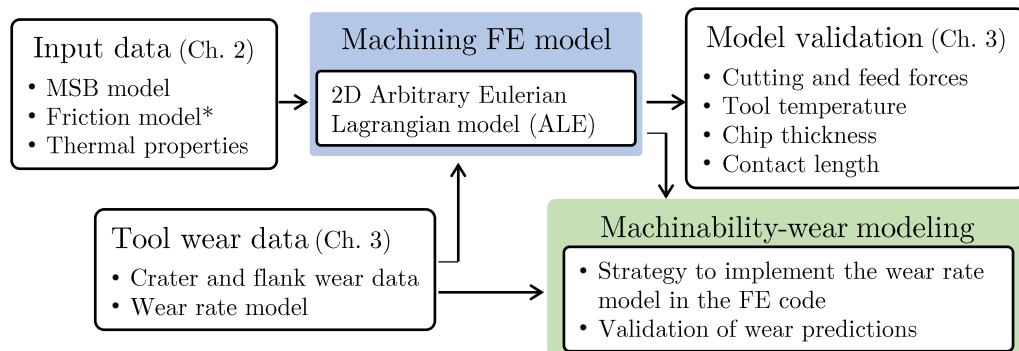 Input data (Ch. 2)
• MSB model
• Friction model*
• Thermal properties
Machining FE model
2D Arbitrary Eulerian
Lagrangian model (ALE)
Model validation (Ch. 3)
• Cutting and feed forces
• Tool temperature
• Chip thickness
• Contact length
Tool wear data (Ch. 3)
• Crater and flank wear data
• Wear rate model
Machinability-wear modeling
• Strategy to implement the wear rate
model in the FE code
• Validation of wear predictions